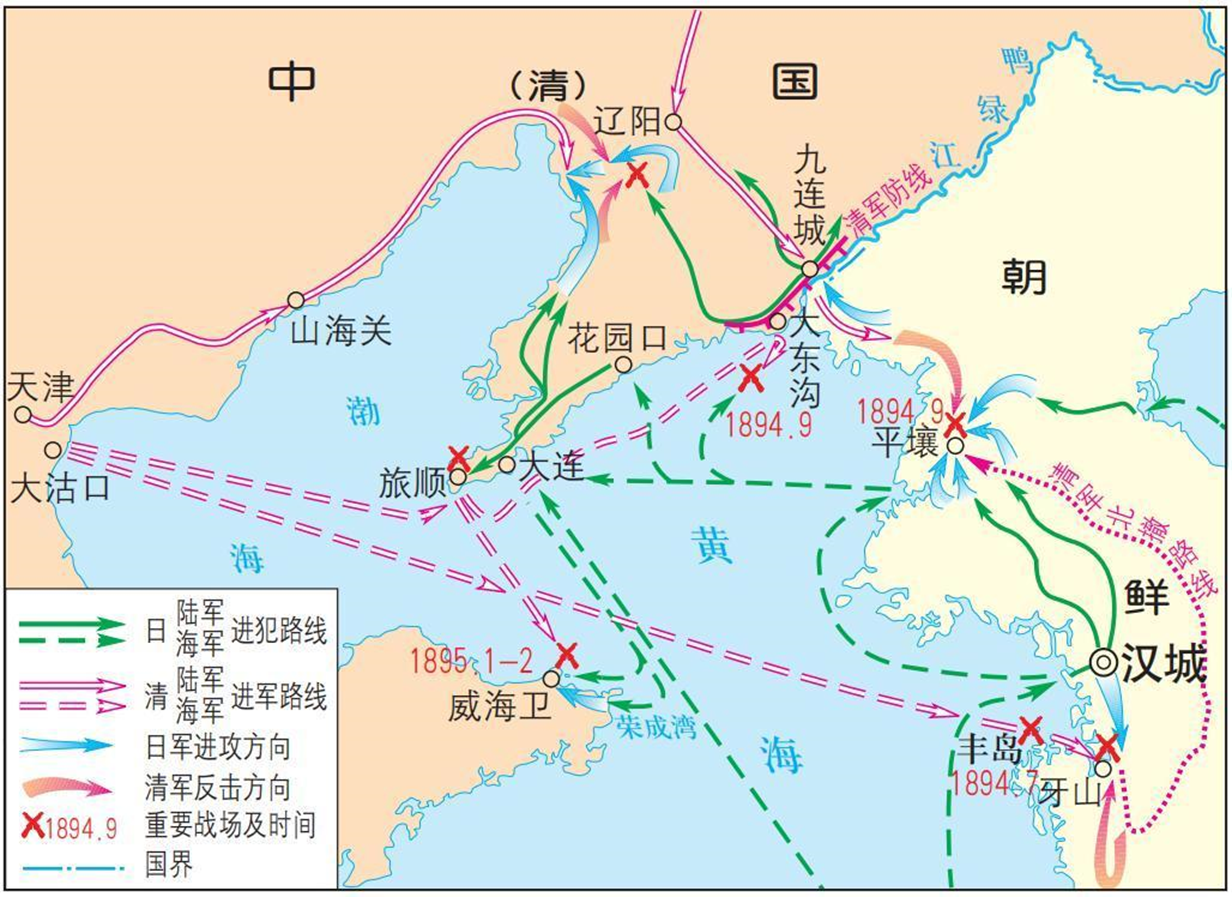 中
（清）
国
鸭
绿
江
辽阳
九连城
清军防线
朝
山海关
花园口
大东沟
天津
渤
1894.9
1894.9
平壤
大沽口
旅顺
大连
清军北撤路线
黄
海
鲜
汉城
1895.1-2
威海卫
荣成湾
海
丰岛
1894.7
牙山
日 陆军 海军 进犯路线
清 陆军 海军 进军路线
日军进攻方向
清军反击方向
1894.9 重要战场及时间
国界